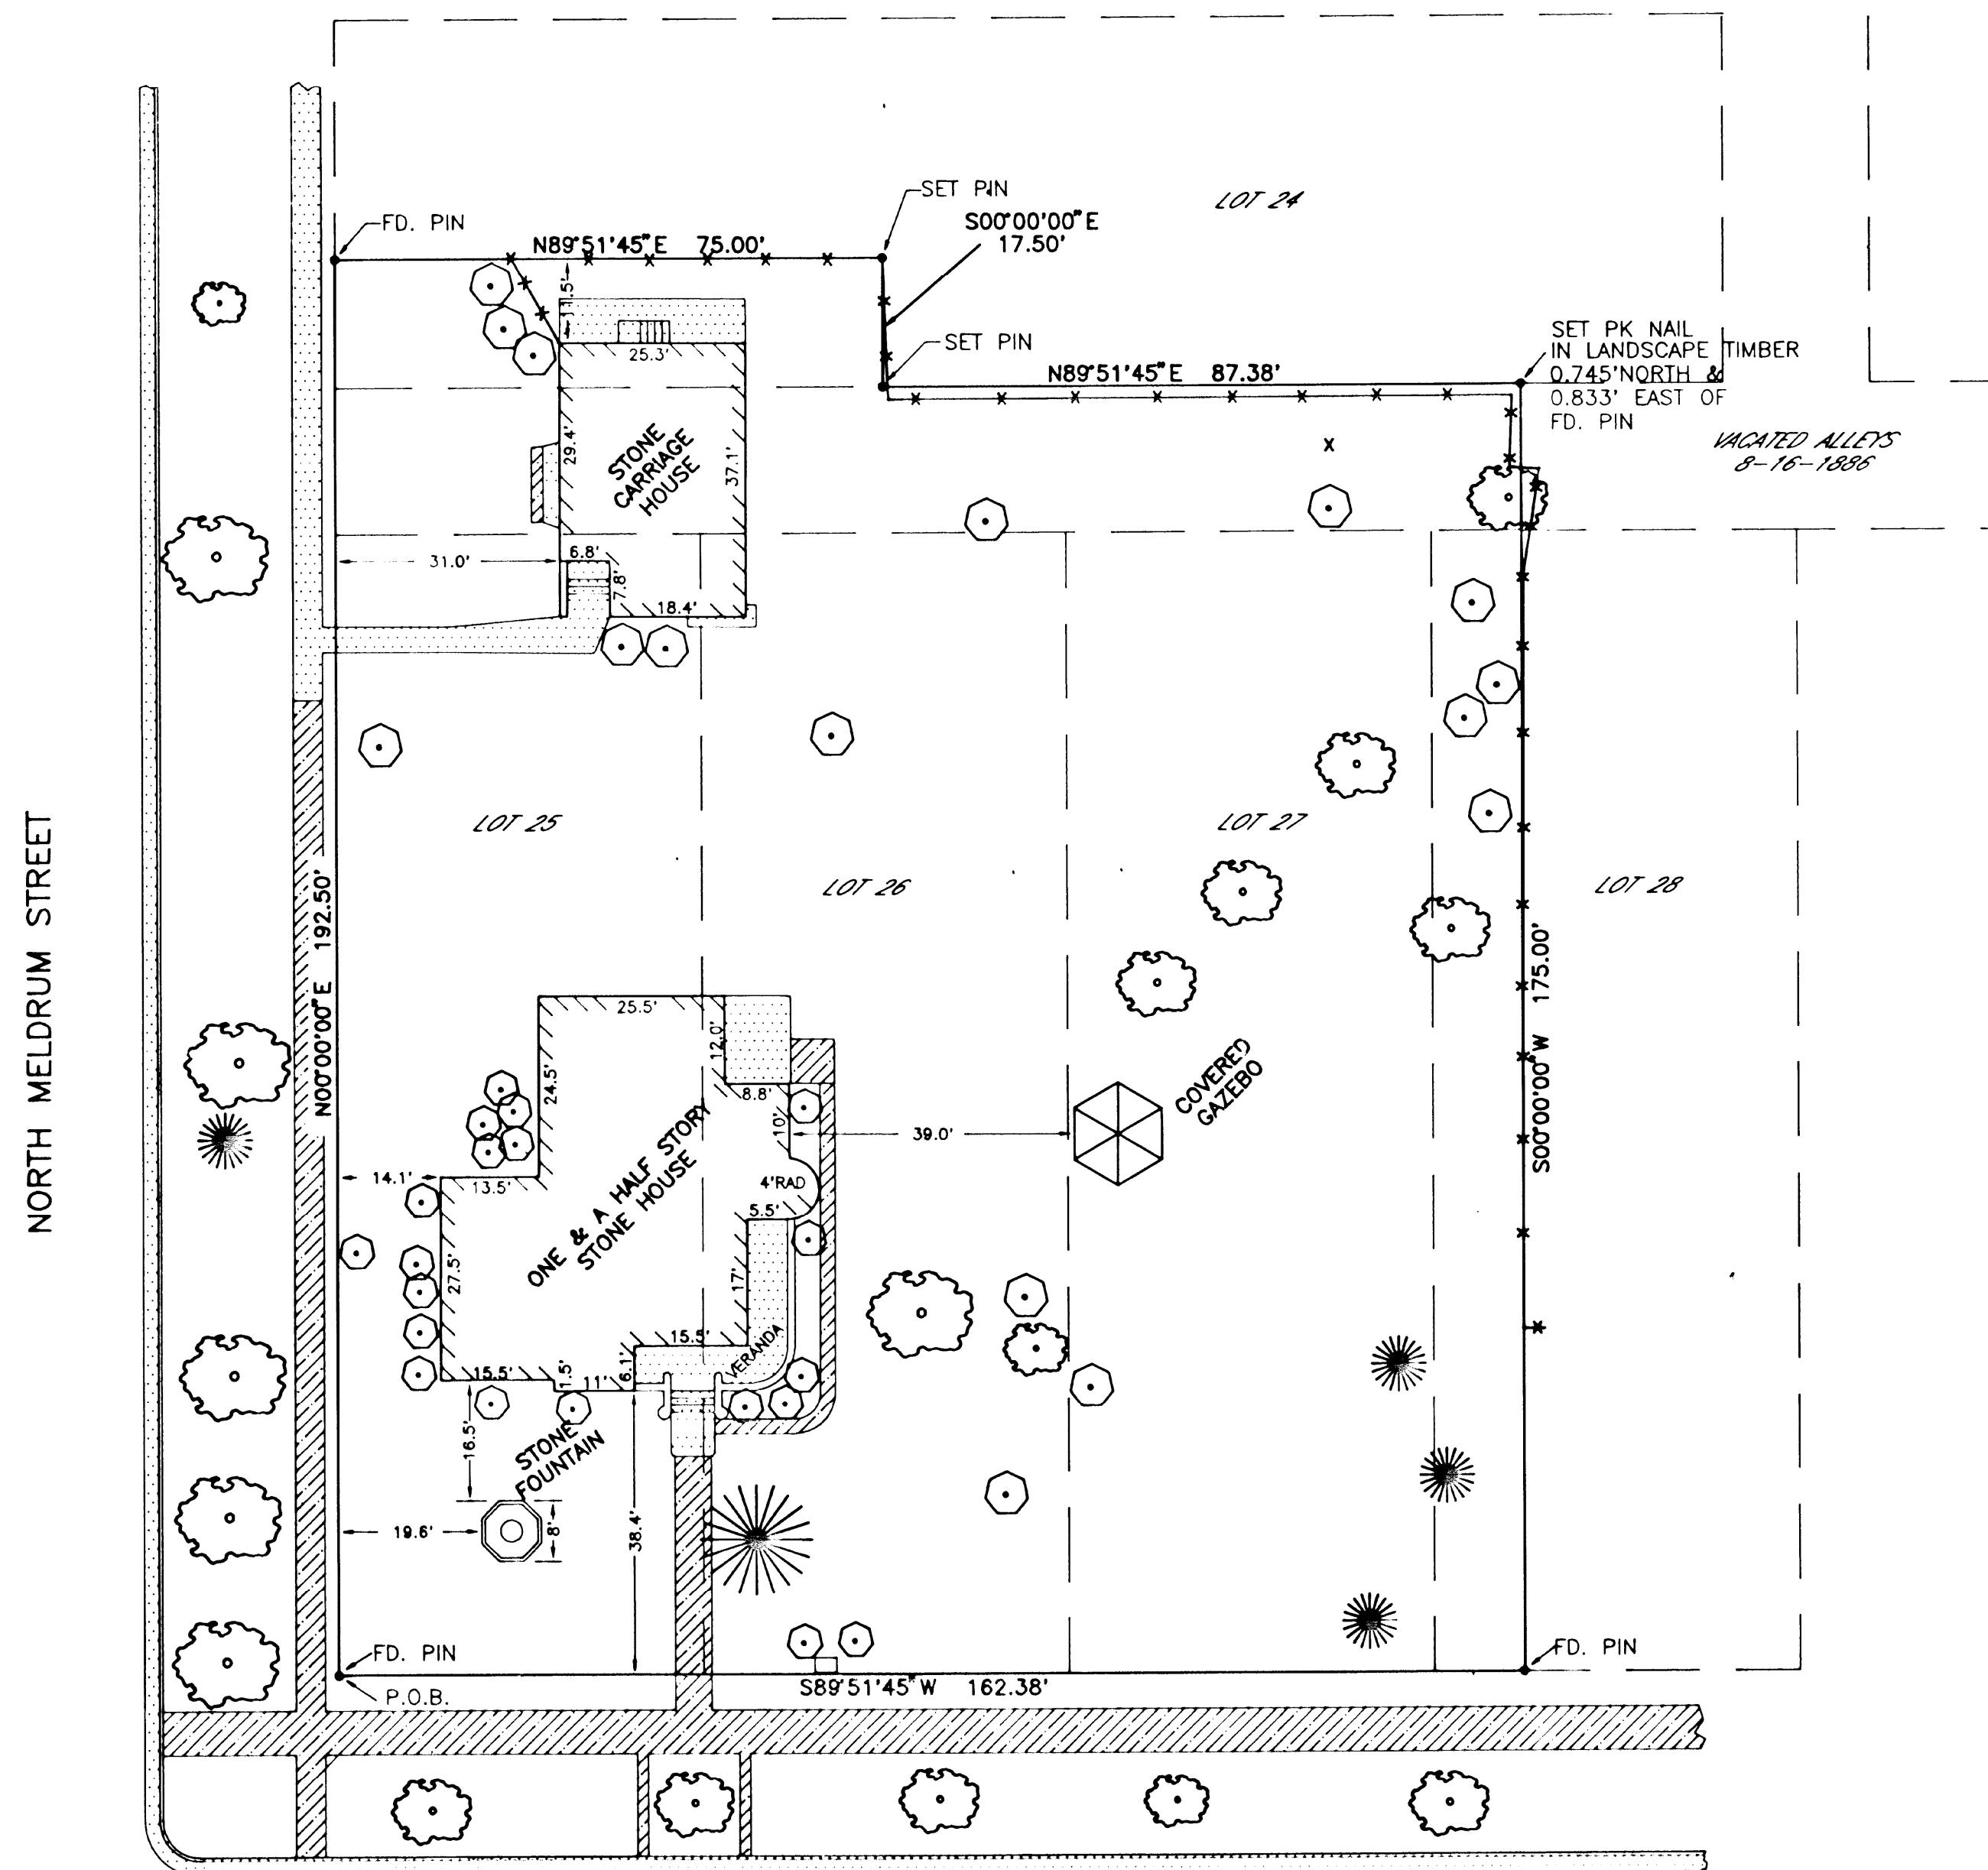 LOT 24
SET PIN
S00°00'00"E
17.50'
FD. PIN
N89°51'45"E 75.00'
11.5'
SET PIN
SET PK NAIL
IN LANDSCAPE TIMBER
0.745'NORTH &
0.833' EAST OF
FD. PIN
25.3'
N89°51'45"E 87.38'
VACATED ALLEYS
8-16-1886
STONE
CARRIAGE
HOUSE
29.4'
37.1'
31.0'
6.8'
7.8'
18.4'
LOT 25
LOT 26
LOT 27
LOT 28
NORTH MELDRUM STREET
N00°00'00"E 192.50'
S00°00'00"W 175.00'
25.5'
12.0'
24.5'
8.8'
10'
COVERED
GAZEBO
39.0'
ONE & A HALF STORY
STONE HOUSE
14.1'
13.5'
4'RAD
5.5'
27.5'
17'
15.5'
VERANDA
6.1'
15.5'
1.5'
11'
16.5'
STONE
FOUNTAIN
19.6'
8'
38.4'
FD. PIN
P.O.B.
S89°51'45"W 162.38'
FD. PIN